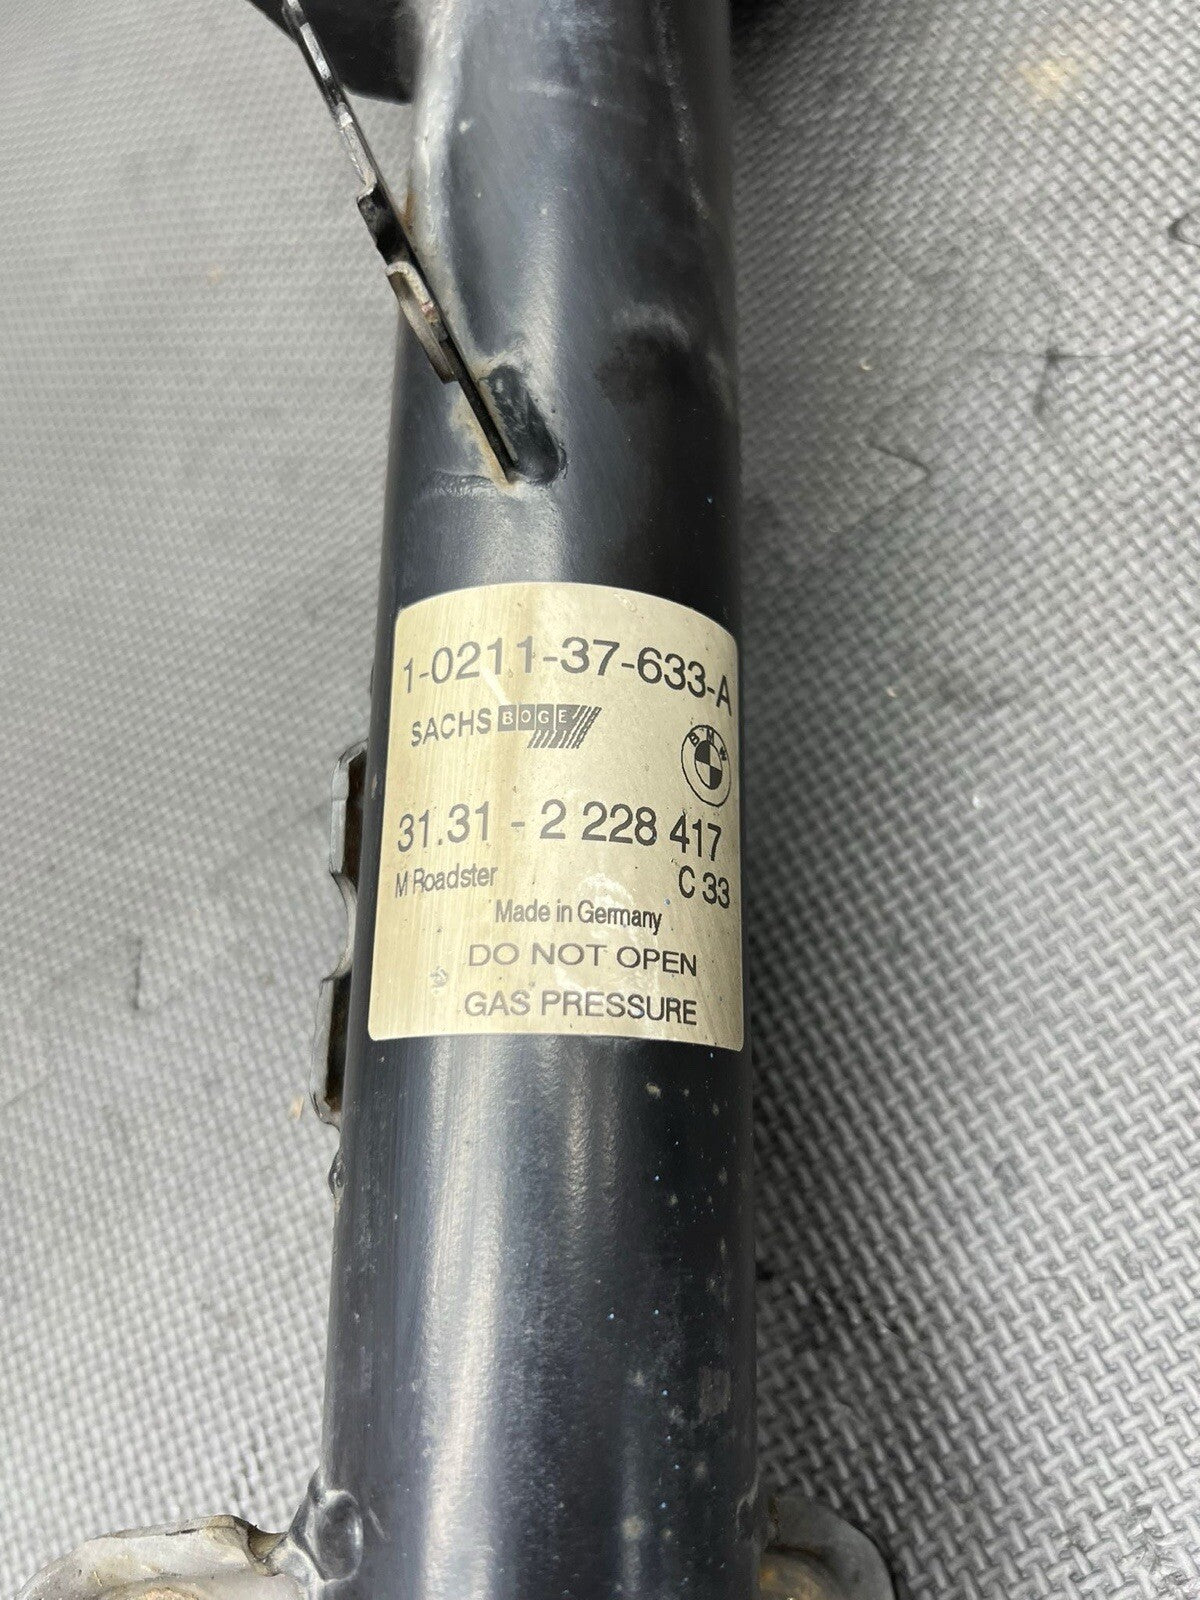 1-0211-37-633-A
SACHS BOGE
BMW
31.31 - 2 228 417
M Roadster C 33
Made in Germany
DO NOT OPEN
GAS PRESSURE